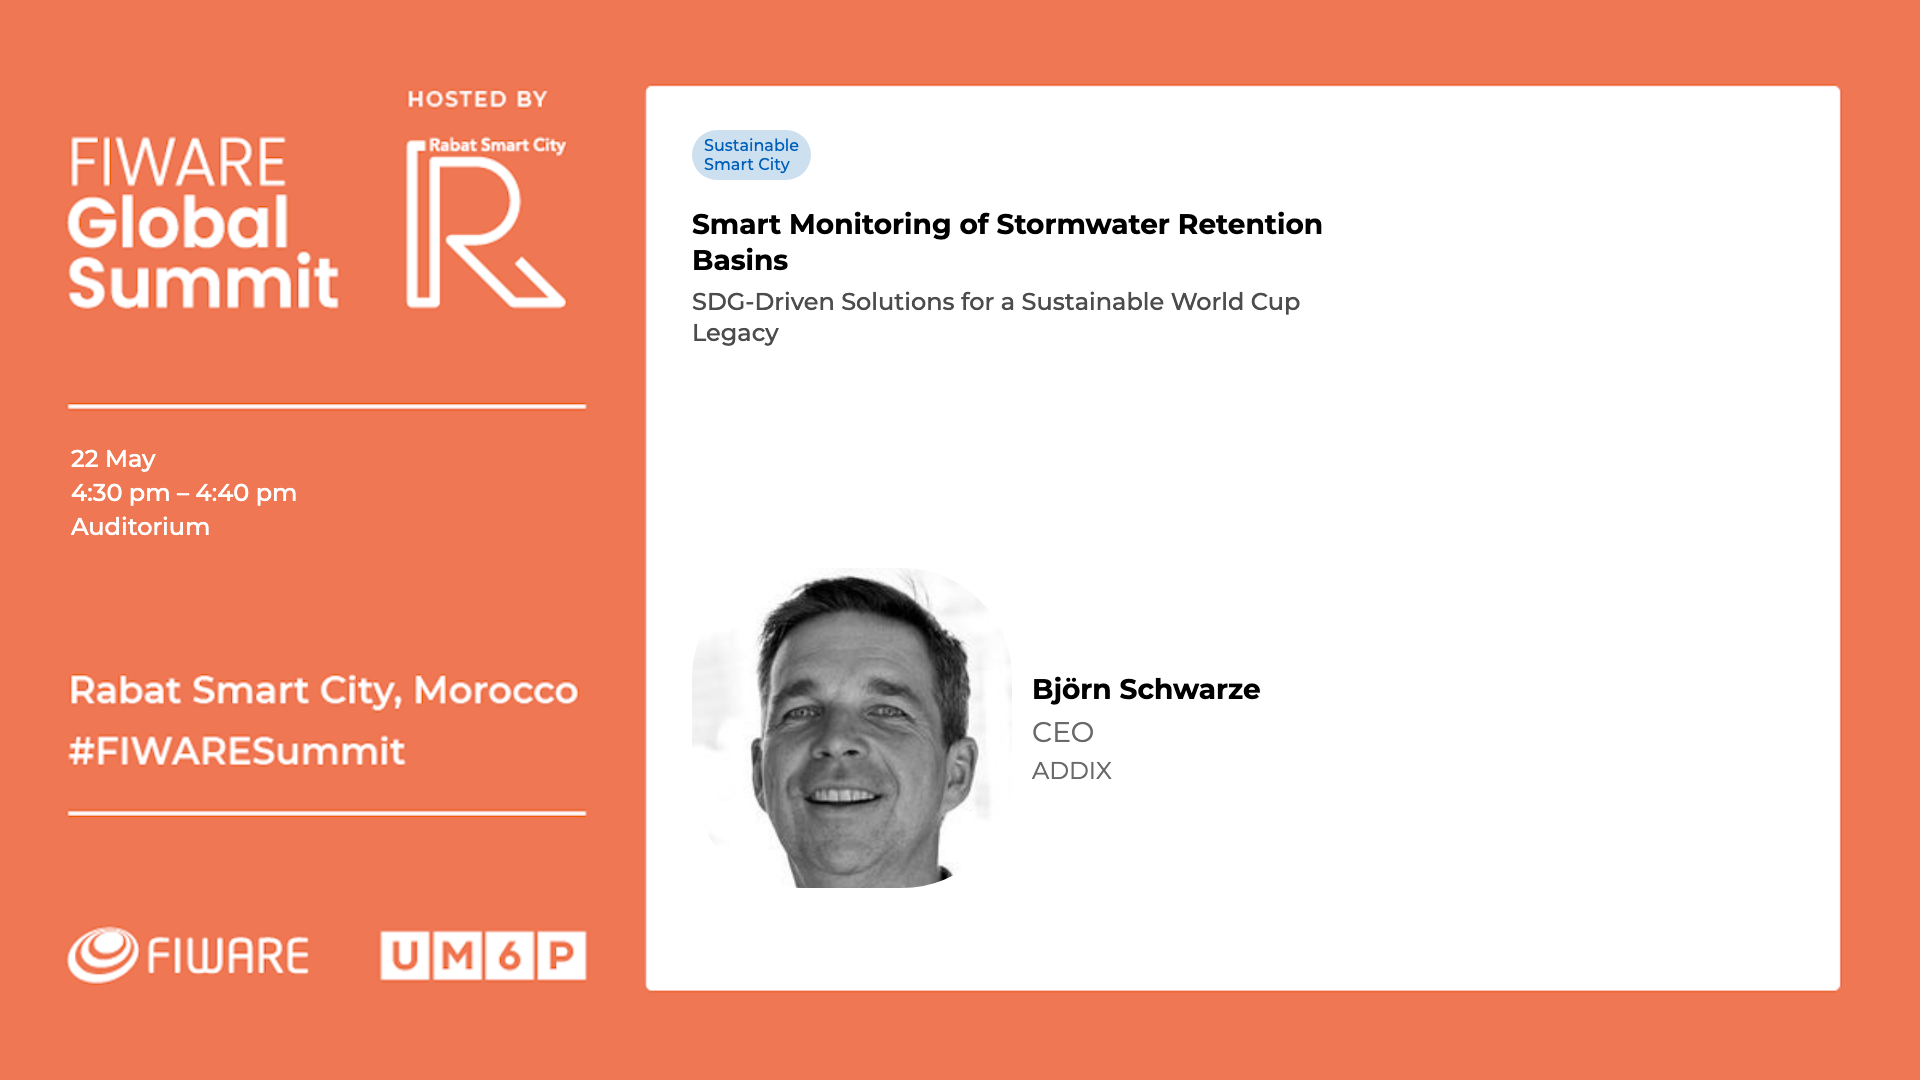 HOSTED BY
FIWARE
Global
Summit
Rabat Smart City
R
22 May
4:30 pm – 4:40 pm
Auditorium
Rabat Smart City, Morocco
#FIWARESummit
FIWARE
UM6P
Sustainable
Smart City
Smart Monitoring of Stormwater Retention
Basins
SDG-Driven Solutions for a Sustainable World Cup
Legacy
Björn Schwarze
CEO
ADDIX